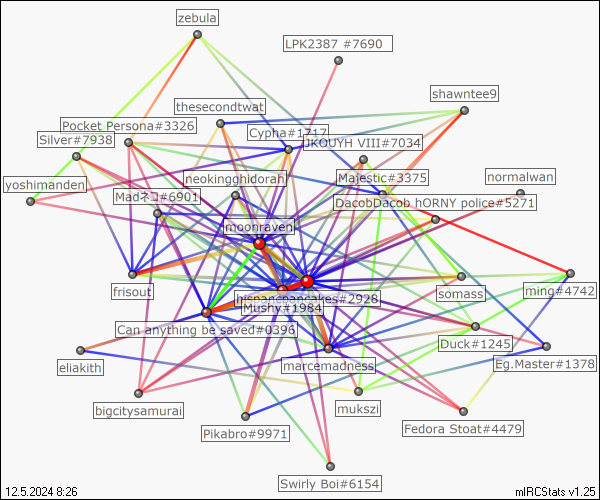 zebula
LPK2387 #7690
shawntee9
thesecondtwat
Pocket Persona#3326
Cypha#1717
Silver#7938
JKOUYH VIII#7034
neokingghidorah
Majestic#3375
normalwan
yoshimanden
Madネコ#6901
DacobDacob hORNY police#5271
moonraven
frisout
somass
ming#4742
jhispanchpancakes#2928
Mushy#1984
Can anything be saved#0396
Duck#1245
eliakith
marcemadness
Eg.Master#1378
bigcitysamurai
mukszi
Pikabro#9971
Fedora Stoat#4479
Swirly Boi#6154
12.5.2024 8:26
mIRCStats v1.25